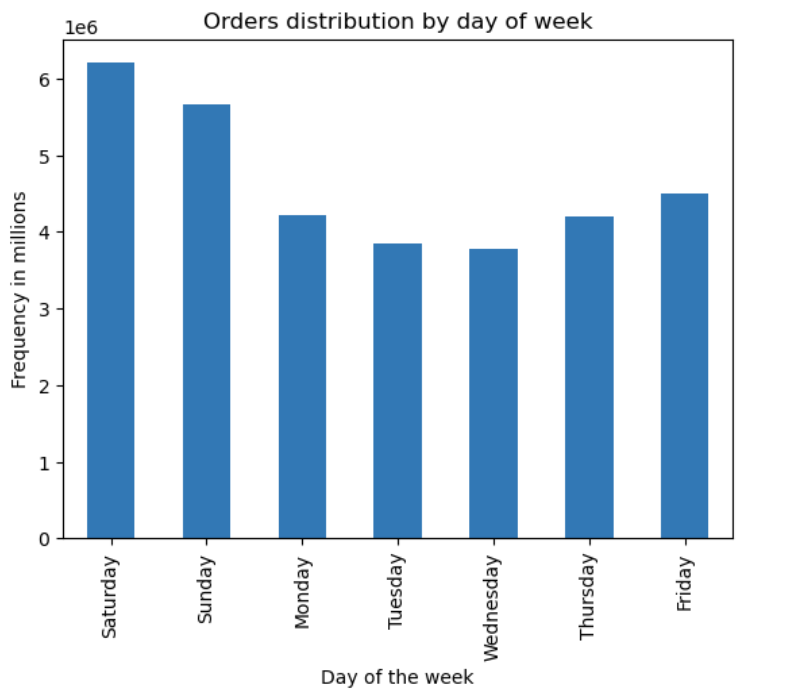 Orders distribution by day of week
1e6
Frequency in millions
6
5
4
3
2
1
0
Saturday
Sunday
Monday
Tuesday
Wednesday
Thursday
Friday
Day of the week